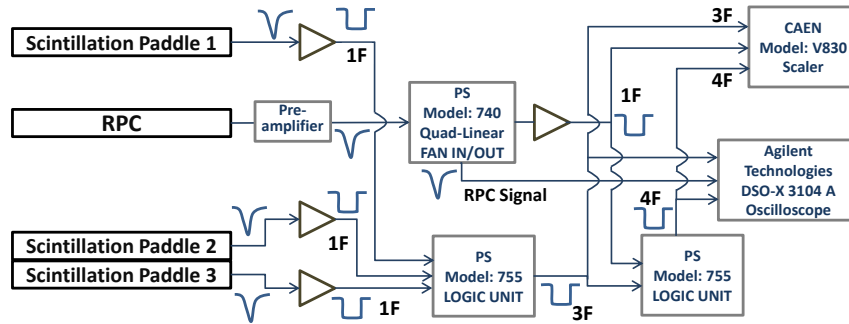 Scintillation Paddle 1
1F
3F
CAEN
Model: V830
Scaler
4F
RPC
Pre-
amplifier
PS
Model: 740
Quad-Linear
FAN IN/OUT
1F
RPC Signal
Agilent
Technologies
DSO-X 3104 A
Oscilloscope
4F
Scintillation Paddle 2
1F
Scintillation Paddle 3
1F
PS
Model: 755
LOGIC UNIT
3F
PS
Model: 755
LOGIC UNIT